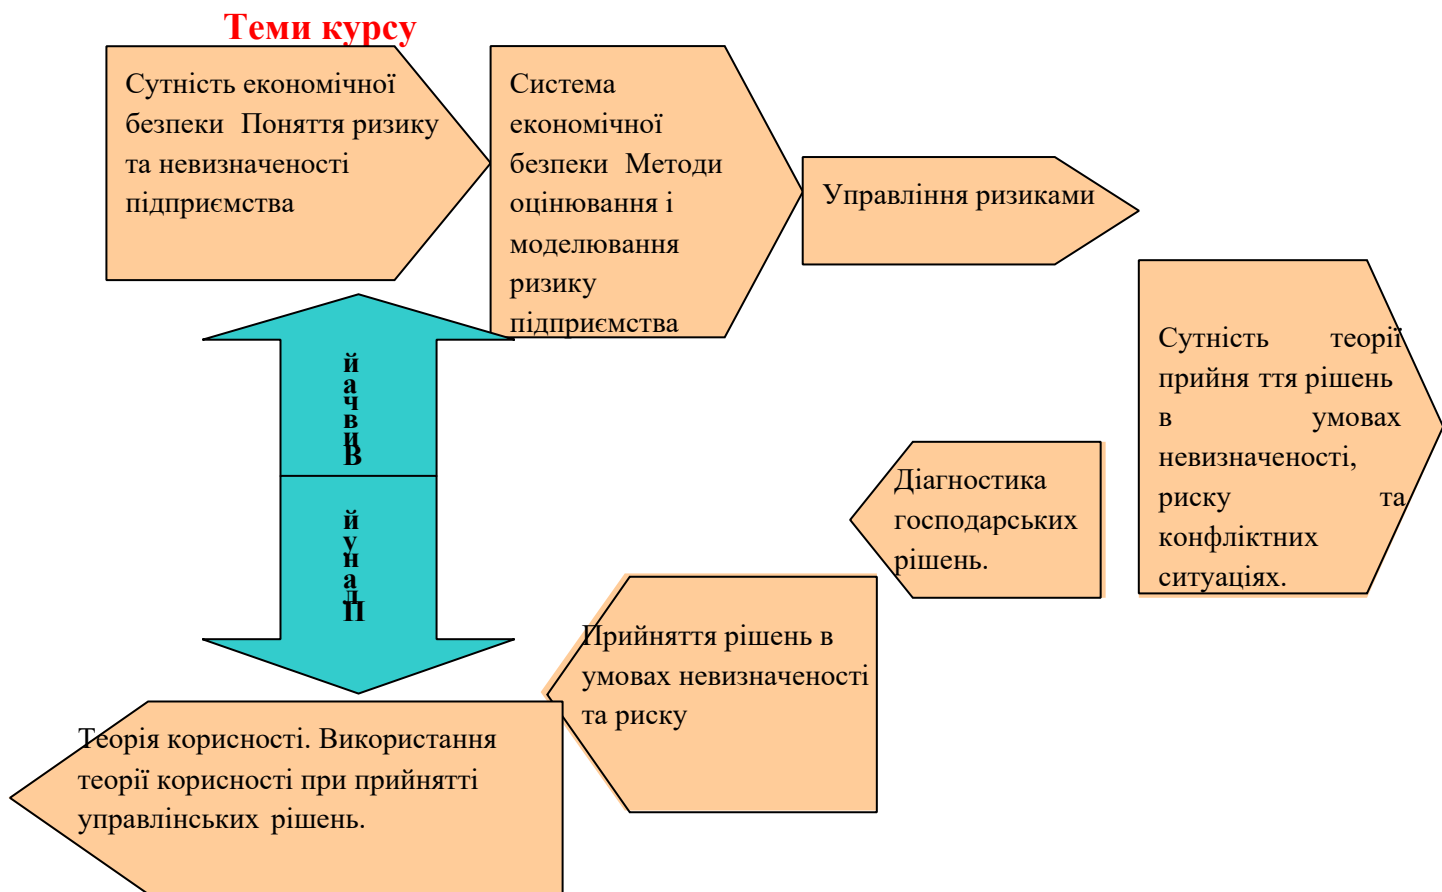 Теми курсу
Сутність економічної
безпеки Поняття ризику
та невизначеності
підприємства
Система
економічної
безпеки Методи
оцінювання і
моделювання
ризику
підприємства
Управління ризиками
Сутність теорії
прийня ття рішень
в умовах
невизначеності,
риску та
конфліктних
ситуаціях.
Діагностика
господарських
рішень.
Прийняття рішень в
умовах невизначеності
та риску
Теорія корисності. Використання
теорії корисності при прийнятті
управлінських рішень.
Вивчай
Плануй